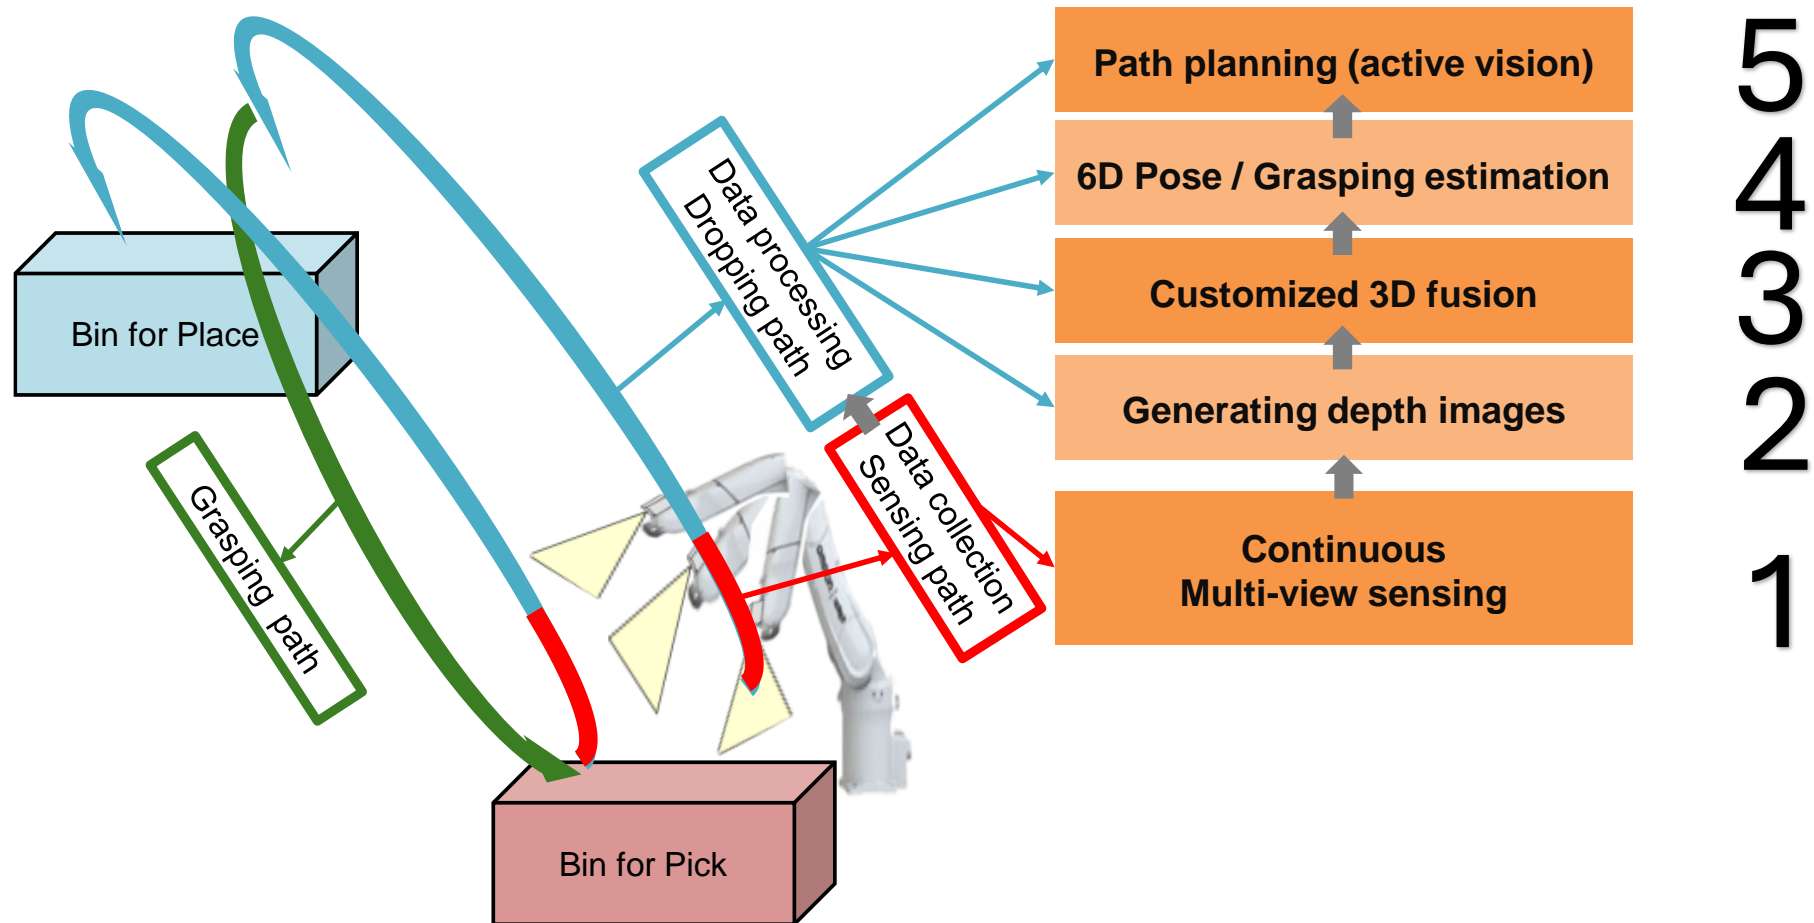 Path planning (active vision)
5
6D Pose / Grasping estimation
4
Customized 3D fusion
3
Generating depth images
2
Continuous
Multi-view sensing
1
Data processing
Dropping path
Data collection
Sensing path
Bin for Place
Grasping path
Bin for Pick